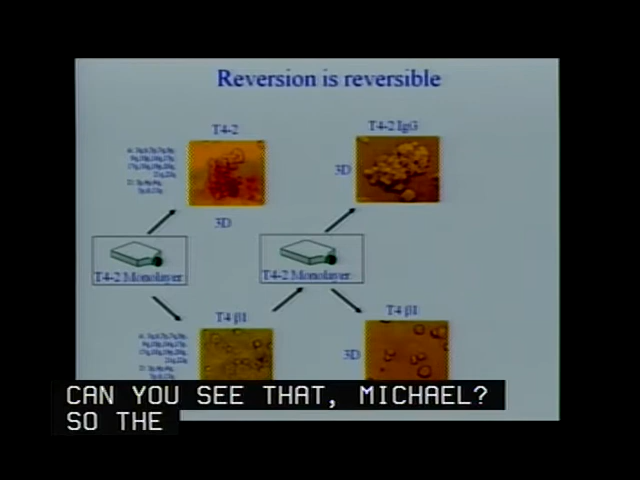 Reversion is reversible
T4-2
T4-2 IgG
3D
3D
T4-2 Monolayer
T4-2 Monolayer
T4 β1
T4 β1
3D
CAN YOU SEE THAT, MICHAEL?
SO THE